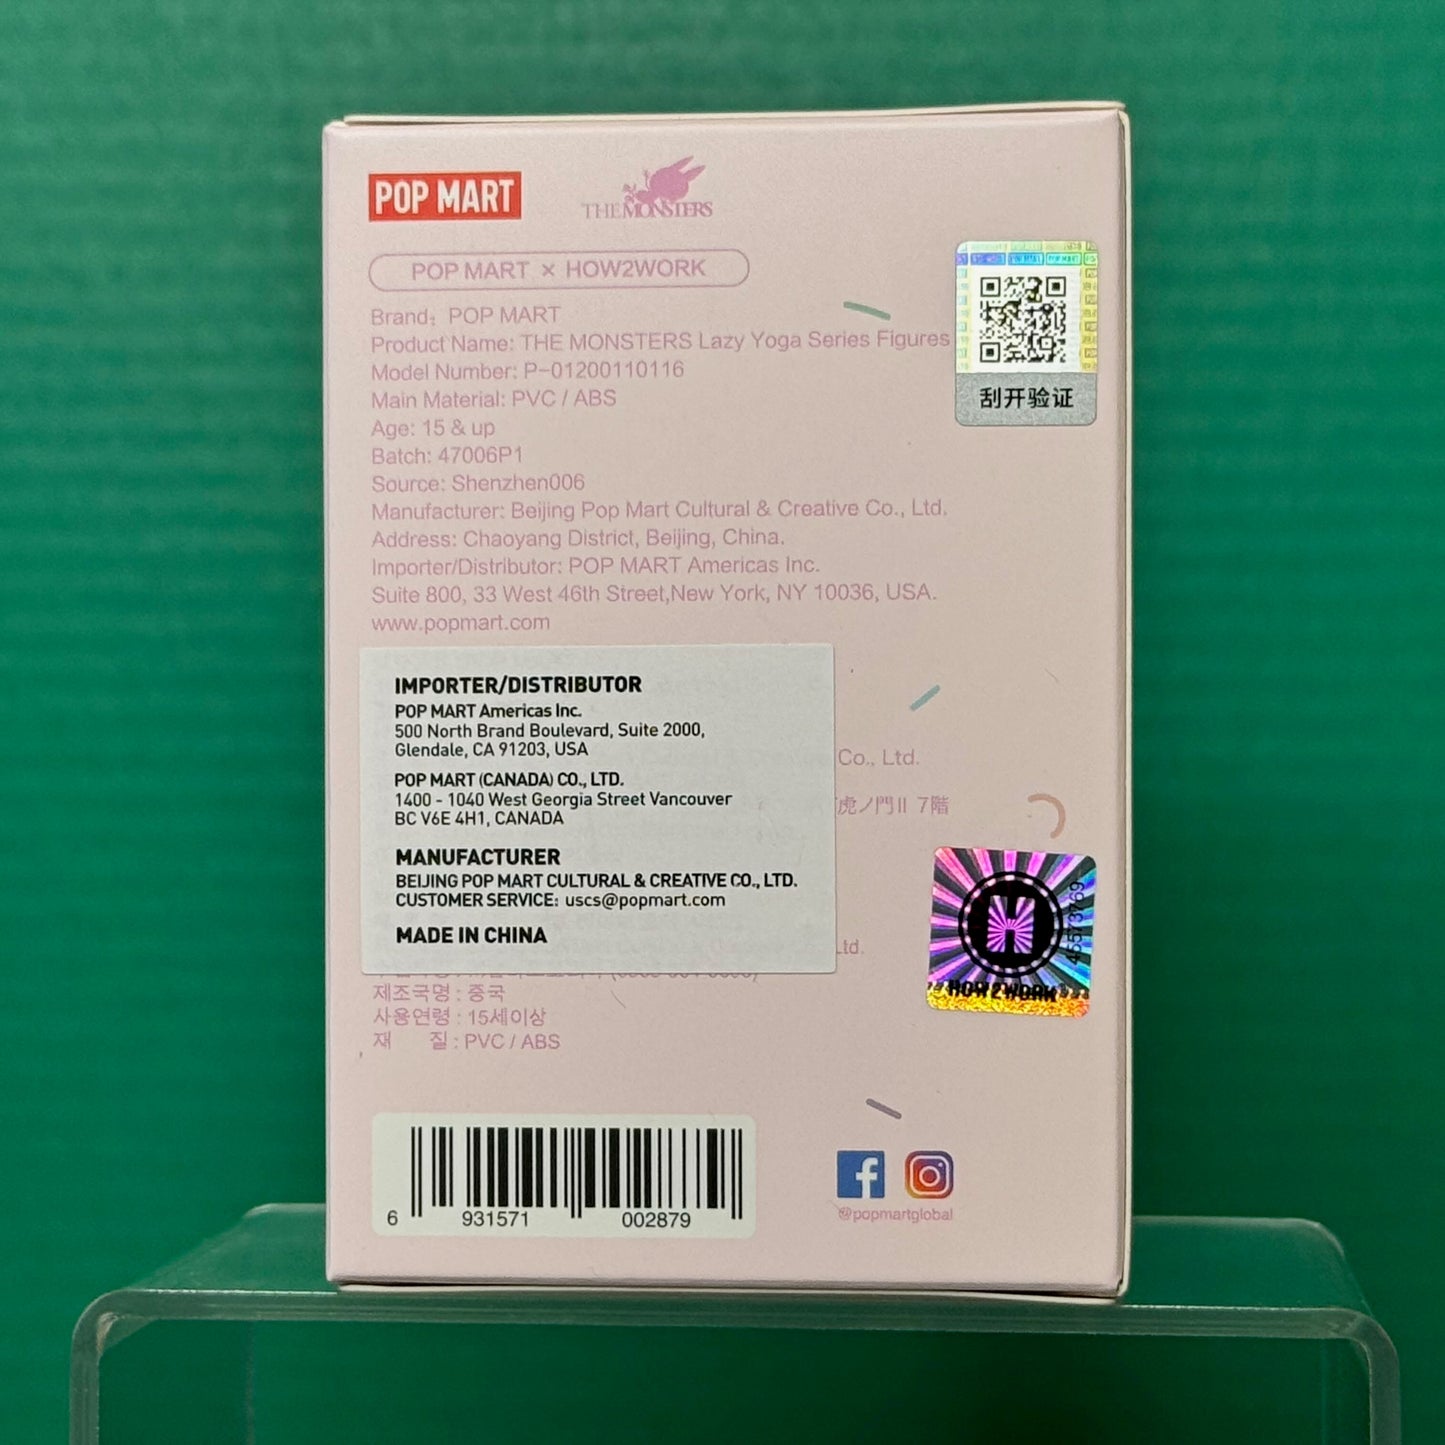 POP MART
THE MONSTERS
POP MART × HOW2WORK
Brand: POP MART
Product Name: THE MONSTERS Lazy Yoga Series Figures
Model Number: P-01200110116
Main Material: PVC / ABS
Age: 15 & up
Batch: 47006P1
Source: Shenzhen006
Manufacturer: Beijing Pop Mart Cultural & Creative Co., Ltd.
Address: Chaoyang District, Beijing, China.
Importer/Distributor: POP MART Americas Inc.
Suite 800, 33 West 46th Street,New York, NY 10036, USA.
www.popmart.com
刮开验证
IMPORTER/DISTRIBUTOR
POP MART Americas Inc.
500 North Brand Boulevard, Suite 2000,
Glendale, CA 91203, USA
POP MART (CANADA) CO., LTD.
1400 - 1040 West Georgia Street Vancouver
BC V6E 4H1, CANADA
MANUFACTURER
BEIJING POP MART CULTURAL & CREATIVE CO., LTD.
CUSTOMER SERVICE: uscs@popmart.com
MADE IN CHINA
Co., Ltd.
虎ノ門II 7階
Ltd.
H
HOW2WORK
45573769
제조국명 : 중국
사용연령 : 15세이상
재 질 : PVC / ABS
6 931571 002879
@popmartglobal